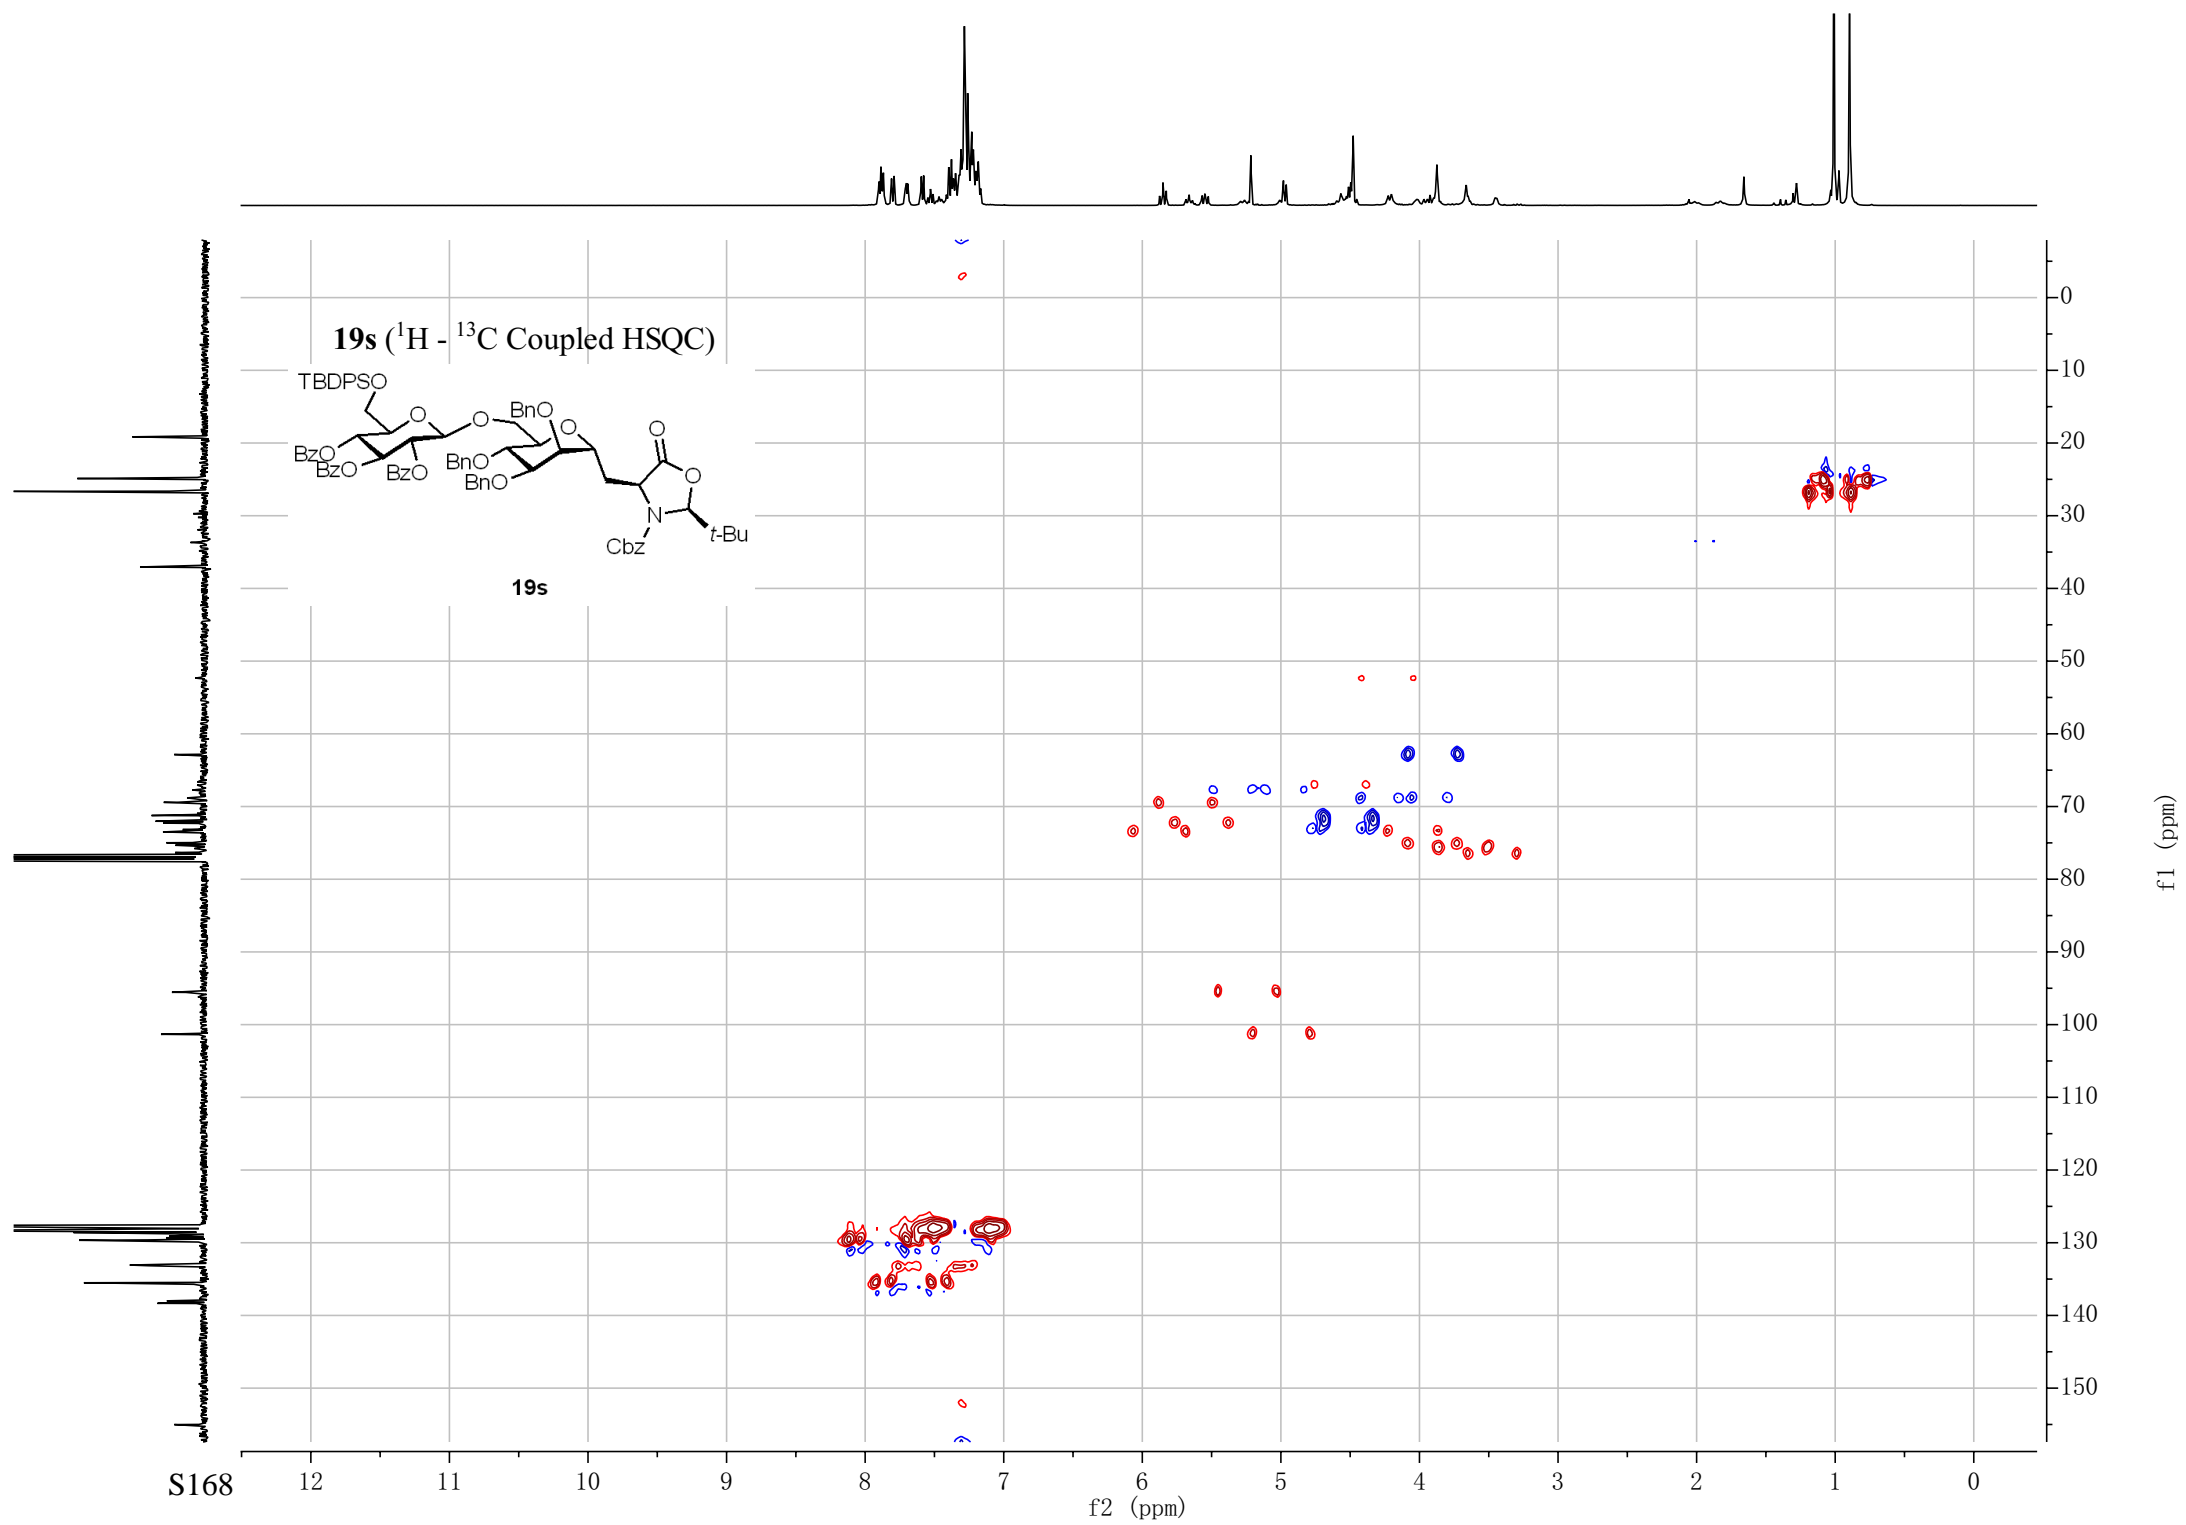 19s (¹H - ¹³C Coupled HSQC)
TBDPSO
O
O
BnO
O
O
BzO
BzO
BzO
BnO
BnO
O
N
Cbz
t-Bu
19s
0
10
20
30
40
50
60
70
80
90
100
110
120
130
140
150
f1 (ppm)
12 11 10 9 8 7 6 5 4 3 2 1 0
f2 (ppm)
S168